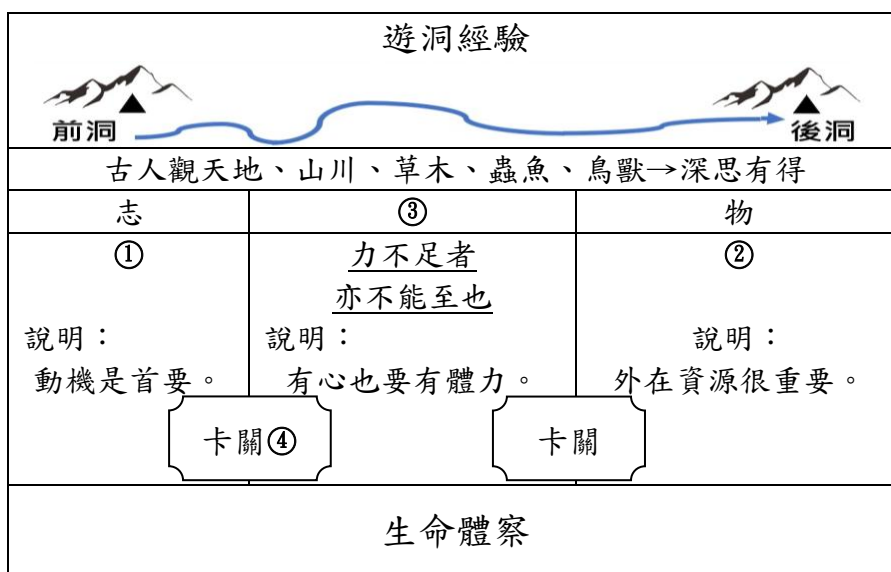 遊洞經驗
前洞
後洞
古人觀天地、山川、草木、蟲魚、鳥獸→深思有得
志
③
物
①
力不足者
亦不能至也
②
說明：
動機是首要。
說明：
有心也要有體力。
說明：
外在資源很重要。
卡關④
卡關
生命體察